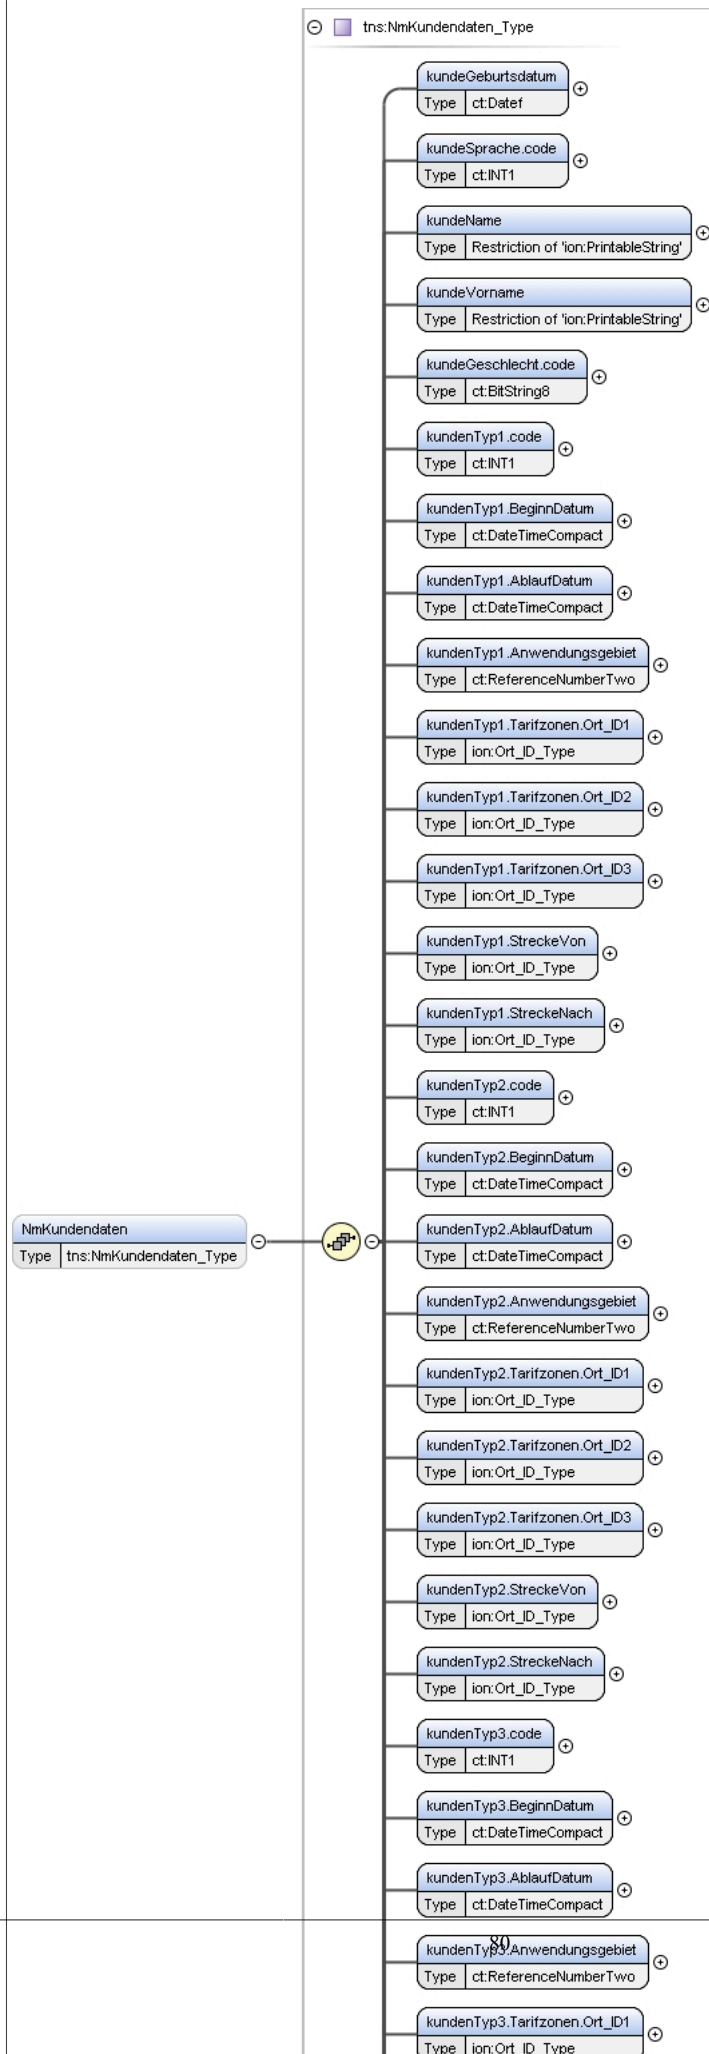 tns:NmKundendaten_Type
kundeGeburtsdatum
Type ct:Datef
kundeSprache.code
Type ct:INT1
kundeName
Type Restriction of 'ion:PrintableString'
kundeVorname
Type Restriction of 'ion:PrintableString'
kundeGeschlecht.code
Type ct:BitString8
kundenTyp1.code
Type ct:INT1
kundenTyp1.BeginnDatum
Type ct:DateTimeCompact
kundenTyp1.AblaufDatum
Type ct:DateTimeCompact
kundenTyp1.Anwendungsgebiet
Type ct:ReferenceNumberTwo
kundenTyp1.Tarifzonen.Ort_ID1
Type ion:Ort_ID_Type
kundenTyp1.Tarifzonen.Ort_ID2
Type ion:Ort_ID_Type
kundenTyp1.Tarifzonen.Ort_ID3
Type ion:Ort_ID_Type
kundenTyp1.StreckeVon
Type ion:Ort_ID_Type
kundenTyp1.StreckeNach
Type ion:Ort_ID_Type
kundenTyp2.code
Type ct:INT1
kundenTyp2.BeginnDatum
Type ct:DateTimeCompact
NmKundendaten
Type tns:NmKundendaten_Type
kundenTyp2.AblaufDatum
Type ct:DateTimeCompact
kundenTyp2.Anwendungsgebiet
Type ct:ReferenceNumberTwo
kundenTyp2.Tarifzonen.Ort_ID1
Type ion:Ort_ID_Type
kundenTyp2.Tarifzonen.Ort_ID2
Type ion:Ort_ID_Type
kundenTyp2.Tarifzonen.Ort_ID3
Type ion:Ort_ID_Type
kundenTyp2.StreckeVon
Type ion:Ort_ID_Type
kundenTyp2.StreckeNach
Type ion:Ort_ID_Type
kundenTyp3.code
Type ct:INT1
kundenTyp3.BeginnDatum
Type ct:DateTimeCompact
kundenTyp3.AblaufDatum
Type ct:DateTimeCompact
80
kundenTyp3.Anwendungsgebiet
Type ct:ReferenceNumberTwo
kundenTyp3.Tarifzonen.Ort_ID1
Type ion:Ort_ID_Type